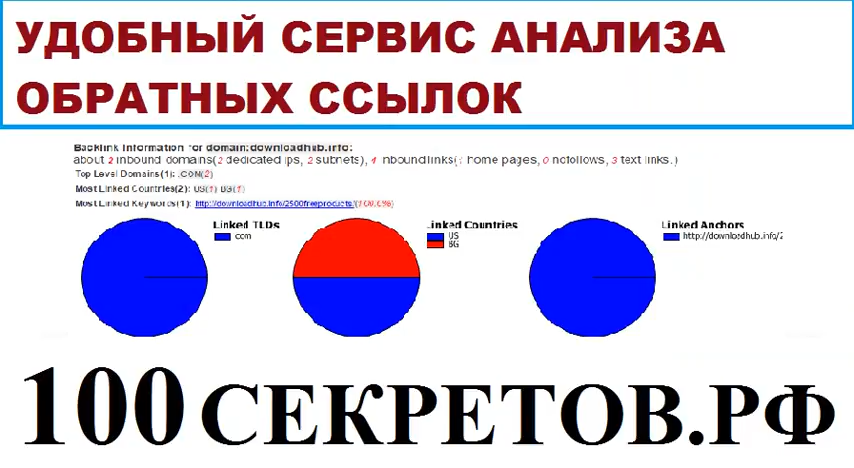 УДОБНЫЙ СЕРВИС АНАЛИЗА
ОБРАТНЫХ ССЫЛОК
Backlink Information for domain:downloadhub.info:
about 2 inbound domains(2 dedicated ips, 2 subnets), 4 inbound links( home pages, 0 nofollows, 3 text links.)
Top Level Domains(1): .COM(2)
Most Linked Countries(2): US(1) BG(1)
Most Linked Keywords(1): http://downloadhub.info/2500freeproducts/(100.0%)
Linked TLDs
com
Linked Countries
US
BG
Linked Anchors
http://downloadhub.info/2
100 СЕКРЕТОВ.РФ